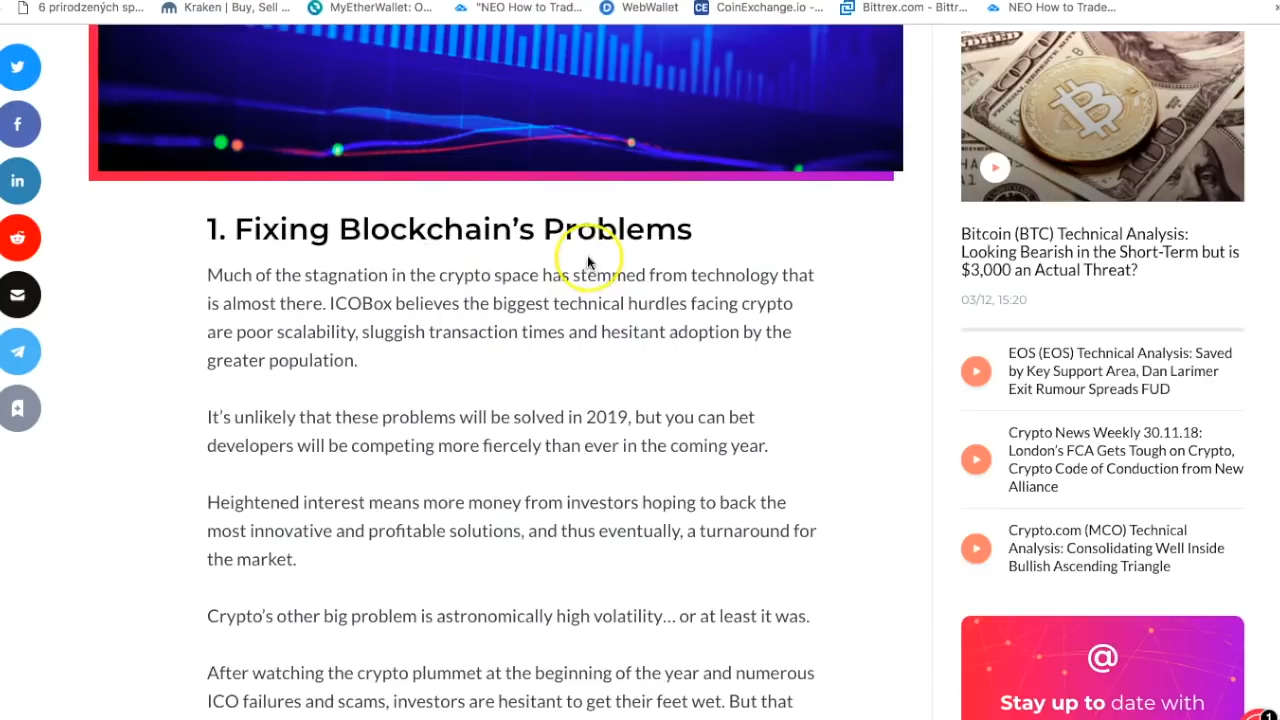 6 prirodzených sp...
Kraken | Buy, Sell ...
MyEtherWallet: O...
"NEO How to Trad...
WebWallet
CoinExchange.io -...
Bittrex.com - Bittr...
NEO How to Trade...
1. Fixing Blockchain's Problems
Much of the stagnation in the crypto space has stemmed from technology that
is almost there. ICOBox believes the biggest technical hurdles facing crypto
are poor scalability, sluggish transaction times and hesitant adoption by the
greater population.
It's unlikely that these problems will be solved in 2019, but you can bet
developers will be competing more fiercely than ever in the coming year.
Heightened interest means more money from investors hoping to back the
most innovative and profitable solutions, and thus eventually, a turnaround for
the market.
Crypto's other big problem is astronomically high volatility... or at least it was.
After watching the crypto plummet at the beginning of the year and numerous
ICO failures and scams, investors are hesitant to get their feet wet. But that
Bitcoin (BTC) Technical Analysis:
Looking Bearish in the Short-Term but is
$3,000 an Actual Threat?
03/12, 15:20
EOS (EOS) Technical Analysis: Saved
by Key Support Area, Dan Larimer
Exit Rumour Spreads FUD
Crypto News Weekly 30.11.18:
London's FCA Gets Tough on Crypto,
Crypto Code of Conduction from New
Alliance
Crypto.com (MCO) Technical
Analysis: Consolidating Well Inside
Bullish Ascending Triangle
@
Stay up to date with
1